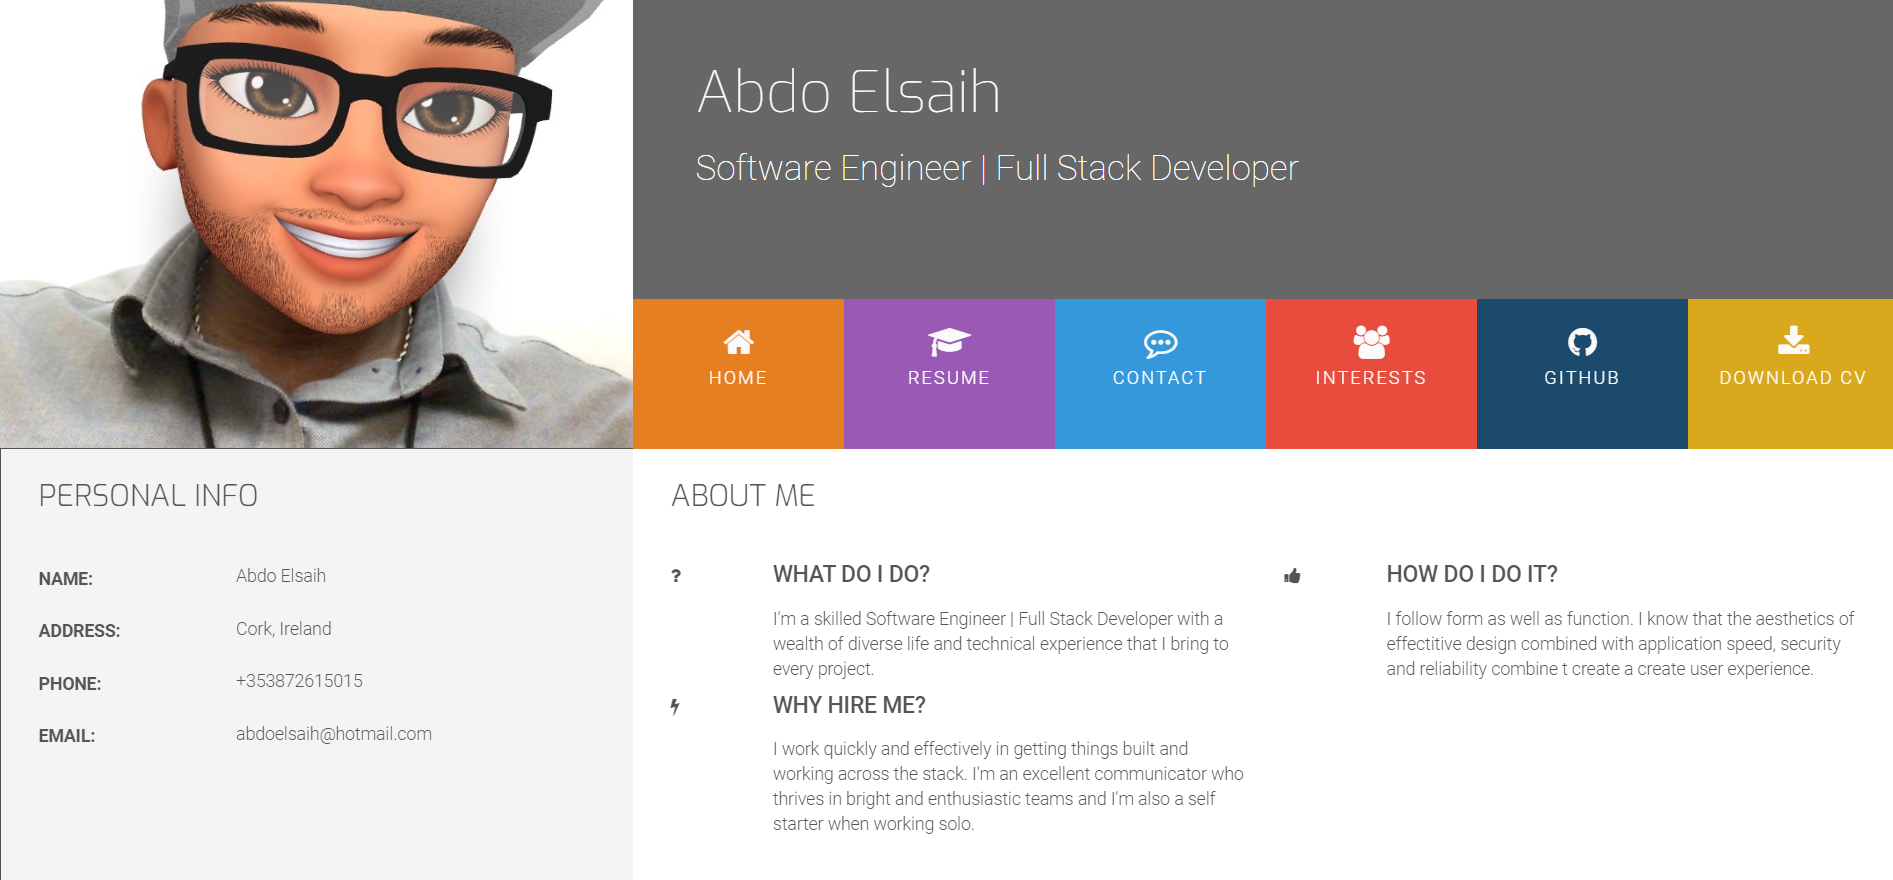 Abdo Elsaih
Software Engineer | Full Stack Developer
HOME
RESUME
CONTACT
INTERESTS
GITHUB
DOWNLOAD CV
PERSONAL INFO
NAME: Abdo Elsaih
ADDRESS: Cork, Ireland
PHONE: +353872615015
EMAIL: abdoelsaih@hotmail.com
ABOUT ME
WHAT DO I DO?
I'm a skilled Software Engineer | Full Stack Developer with a
wealth of diverse life and technical experience that I bring to
every project.
HOW DO I DO IT?
I follow form as well as function. I know that the aesthetics of
effectitive design combined with application speed, security
and reliability combine t create a create user experience.
WHY HIRE ME?
I work quickly and effectively in getting things built and
working across the stack. I'm an excellent communicator who
thrives in bright and enthusiastic teams and I'm also a self
starter when working solo.